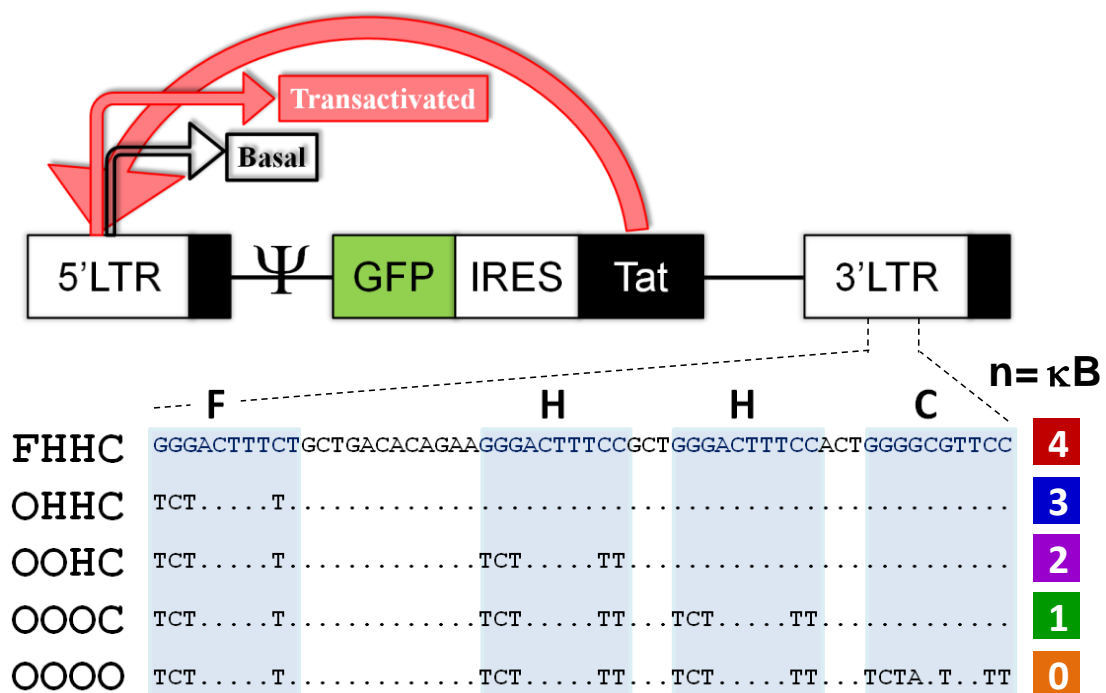 Transactivated
Basal
5'LTR Ψ GFP IRES Tat 3'LTR
n= κB
F H H C
FHHC GGGACTTTCTGCTGACACAGAAGGGACTTTCCGCTGGGACTTTCCACTGGGGCGTTCC 4
OHHC TCT.....T................................................. 3
OOHC TCT.....T.............TCT.....TT.......................... 2
OOOC TCT.....T.............TCT.....TT...TCT.....TT............. 1
OOOO TCT.....T.............TCT.....TT...TCT.....TT...TCTA.T..TT 0